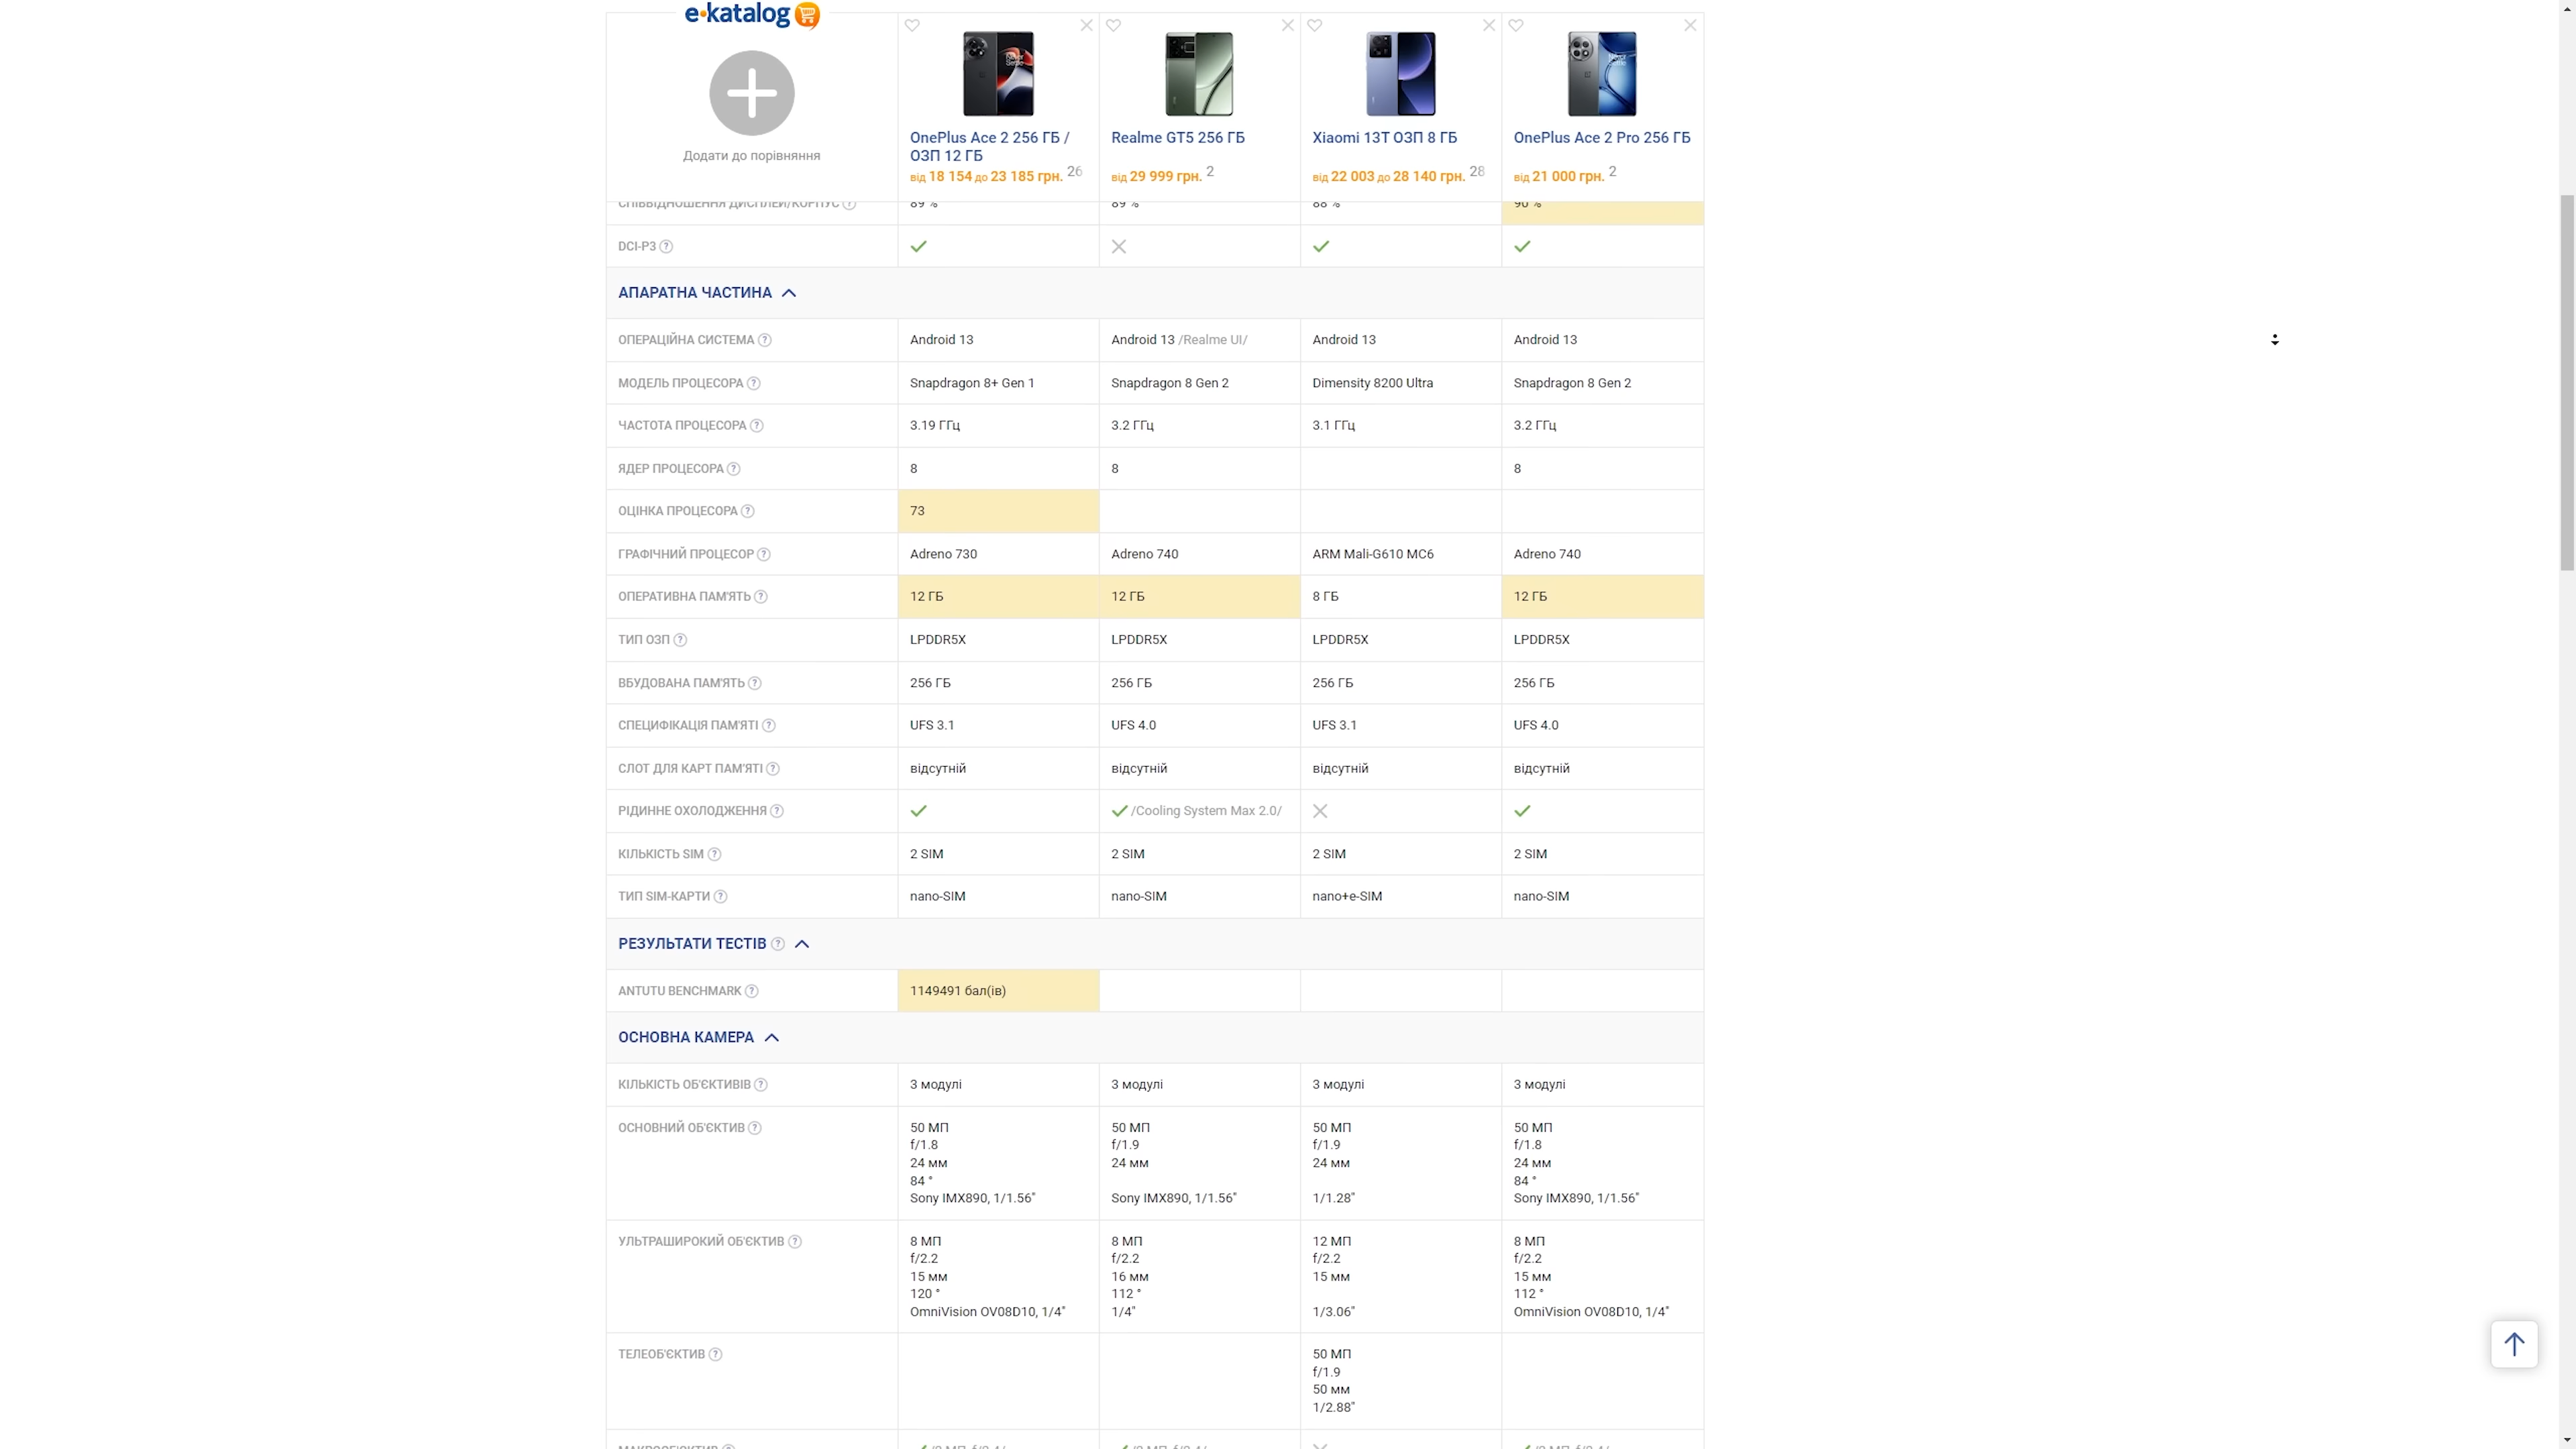 e·katalog
Додати до порівняння
OnePlus Ace 2 256 ГБ / ОЗП 12 ГБ
від 18 154 до 23 185 грн. 26
Realme GT5 256 ГБ
від 29 999 грн. 2
Xiaomi 13T ОЗП 8 ГБ
від 22 003 до 28 140 грн. 28
OnePlus Ace 2 Pro 256 ГБ
від 21 000 грн. 2
СПІВВІДНОШЕННЯ ДИСПЛЕЙ/КОРПУС ? 89 % 89 % 88 % 90 %
DCI-P3 ?
АПАРАТНА ЧАСТИНА
ОПЕРАЦІЙНА СИСТЕМА ? Android 13 Android 13 /Realme UI/ Android 13 Android 13
МОДЕЛЬ ПРОЦЕСОРА ? Snapdragon 8+ Gen 1 Snapdragon 8 Gen 2 Dimensity 8200 Ultra Snapdragon 8 Gen 2
ЧАСТОТА ПРОЦЕСОРА ? 3.19 ГГц 3.2 ГГц 3.1 ГГц 3.2 ГГц
ЯДЕР ПРОЦЕСОРА ? 8 8 8
ОЦІНКА ПРОЦЕСОРА ? 73
ГРАФІЧНИЙ ПРОЦЕСОР ? Adreno 730 Adreno 740 ARM Mali-G610 MC6 Adreno 740
ОПЕРАТИВНА ПАМ'ЯТЬ ? 12 ГБ 12 ГБ 8 ГБ 12 ГБ
ТИП ОЗП ? LPDDR5X LPDDR5X LPDDR5X LPDDR5X
ВБУДОВАНА ПАМ'ЯТЬ ? 256 ГБ 256 ГБ 256 ГБ 256 ГБ
СПЕЦИФІКАЦІЯ ПАМ'ЯТІ ? UFS 3.1 UFS 4.0 UFS 3.1 UFS 4.0
СЛОТ ДЛЯ КАРТ ПАМ'ЯТІ ? відсутній відсутній відсутній відсутній
РІДИННЕ ОХОЛОДЖЕННЯ ? /Cooling System Max 2.0/
КІЛЬКІСТЬ SIM ? 2 SIM 2 SIM 2 SIM 2 SIM
ТИП SIM-КАРТИ ? nano-SIM nano-SIM nano+e-SIM nano-SIM
РЕЗУЛЬТАТИ ТЕСТІВ ?
ANTUTU BENCHMARK ? 1149491 бал(ів)
ОСНОВНА КАМЕРА
КІЛЬКІСТЬ ОБ'ЄКТИВІВ ? 3 модулі 3 модулі 3 модулі 3 модулі
ОСНОВНИЙ ОБ'ЄКТИВ ? 50 МП 50 МП 50 МП 50 МП
f/1.8 f/1.9 f/1.9 f/1.8
24 мм 24 мм 24 мм 24 мм
84 ° 84 °
Sony IMX890, 1/1.56" Sony IMX890, 1/1.56" 1/1.28" Sony IMX890, 1/1.56"
УЛЬТРАШИРОКИЙ ОБ'ЄКТИВ ? 8 МП 8 МП 12 МП 8 МП
f/2.2 f/2.2 f/2.2 f/2.2
15 мм 16 мм 15 мм 15 мм
120 ° 112 ° 112 °
OmniVision OV08D10, 1/4" 1/4" 1/3.06" OmniVision OV08D10, 1/4"
ТЕЛЕОБ'ЄКТИВ ? 50 МП
f/1.9
50 мм
1/2.88"